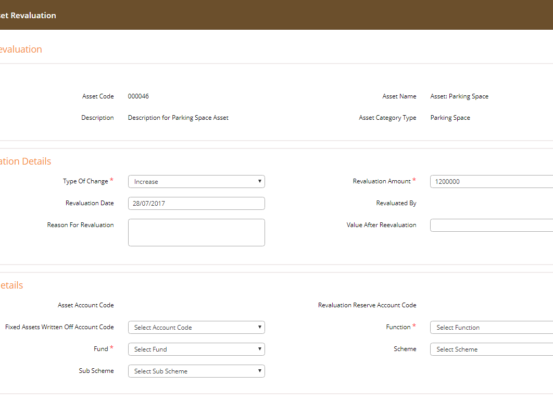 et Revaluation
evaluation
Asset Code 000046 Asset Name Asset: Parking Space
Description Description for Parking Space Asset Asset Category Type Parking Space
ation Details
Type Of Change * Increase Revaluation Amount * 1200000
Revaluation Date 28/07/2017 Revaluated By
Reason For Revaluation Value After Reevaluation
etails
Asset Account Code Revaluation Reserve Account Code
Fixed Assets Written Off Account Code Select Account Code Function * Select Function
Fund * Select Fund Scheme Select Scheme
Sub Scheme Select Sub Scheme